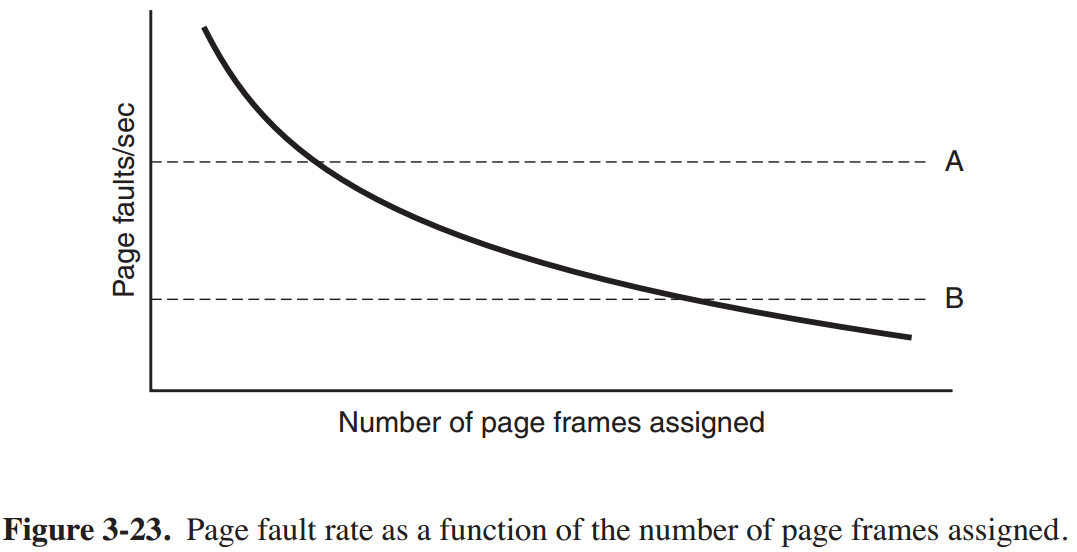 Page faults/sec
A
B
Number of page frames assigned
Figure 3-23. Page fault rate as a function of the number of page frames assigned.